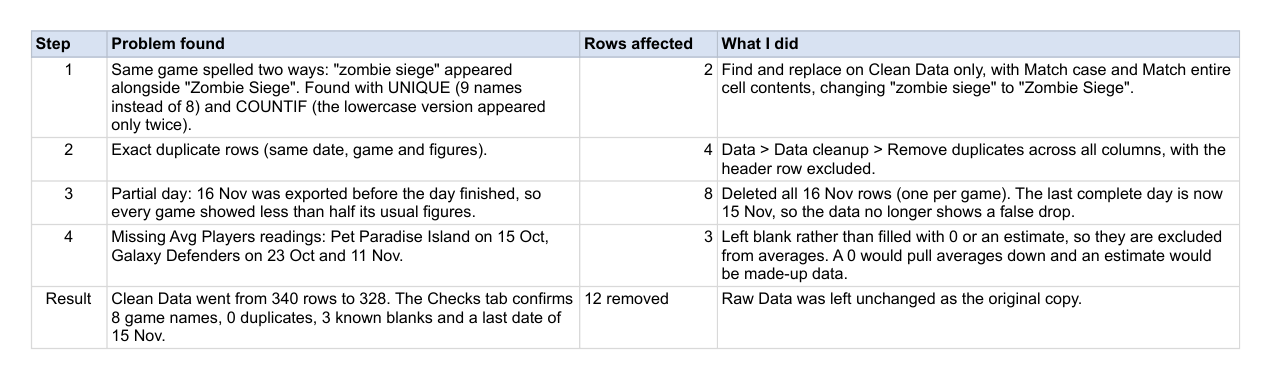 Step Problem found Rows affected What I did
1 Same game spelled two ways: "zombie siege" appeared
alongside "Zombie Siege". Found with UNIQUE (9 names
instead of 8) and COUNTIF (the lowercase version appeared
only twice).
2 Find and replace on Clean Data only, with Match case and Match entire
cell contents, changing "zombie siege" to "Zombie Siege".
2 Exact duplicate rows (same date, game and figures).
4 Data > Data cleanup > Remove duplicates across all columns, with the
header row excluded.
3 Partial day: 16 Nov was exported before the day finished, so
every game showed less than half its usual figures.
8 Deleted all 16 Nov rows (one per game). The last complete day is now
15 Nov, so the data no longer shows a false drop.
4 Missing Avg Players readings: Pet Paradise Island on 15 Oct,
Galaxy Defenders on 23 Oct and 11 Nov.
3 Left blank rather than filled with 0 or an estimate, so they are excluded
from averages. A 0 would pull averages down and an estimate would
be made-up data.
Result Clean Data went from 340 rows to 328. The Checks tab confirms
8 game names, 0 duplicates, 3 known blanks and a last date of
15 Nov.
12 removed Raw Data was left unchanged as the original copy.